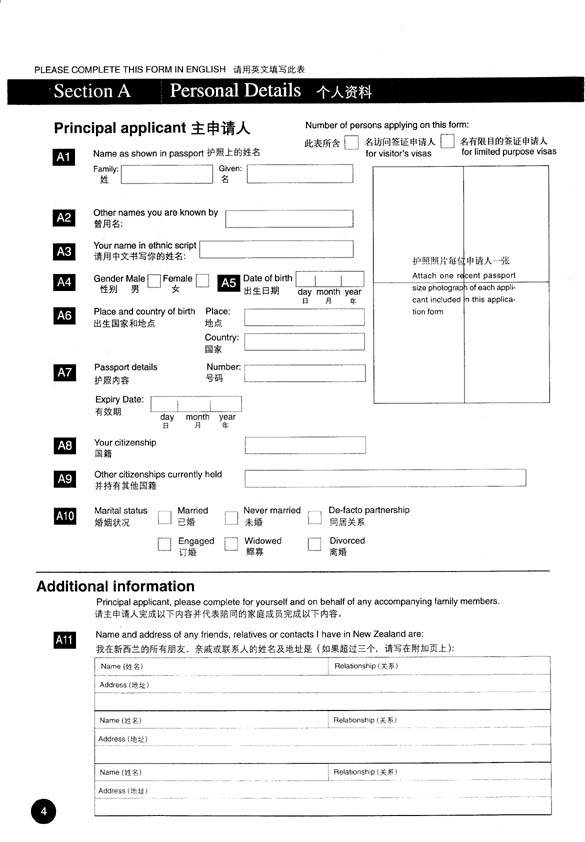 PLEASE COMPLETE THIS FORM IN ENGLISH 请用英文填写此表
Section A Personal Details 个人资料
Principal applicant 主申请人
Number of persons applying on this form:
此表所含 名访问签证申请人 名有限目的签证申请人
for visitor's visas for limited purpose visas
A1 Name as shown in passport 护照上的姓名
Family: Given:
姓 名
A2 Other names you are known by
曾用名:
A3 Your name in ethnic script
请用中文书写你的姓名:
护照照片每位申请人一张
Attach one recent passport
size photograph of each appli-
cant included in this applica-
tion form
A4 Gender Male Female A5 Date of birth
性别 男 女 出生日期 day month year
日 月 年
A6 Place and country of birth Place:
出生国家和地点 地点
Country:
国家
A7 Passport details Number:
护照内容 号码
Expiry Date:
有效期
day month year
日 月 年
A8 Your citizenship
国籍
A9 Other citizenships currently held
并持有其他国籍
A10 Marital status Married Never married De-facto partnership
婚姻状况 已婚 未婚 同居关系
Engaged Widowed Divorced
订婚 鳏寡 离婚
Additional information
Principal applicant, please complete for yourself and on behalf of any accompanying family members.
请主申请人完成以下内容并代表陪同的家庭成员完成以下内容。
A11 Name and address of any friends, relatives or contacts I have in New Zealand are:
我在新西兰的所有朋友、亲戚或联系人的姓名及地址是 (如果超过三个, 请写在附加页上):
Name (姓名) Relationship (关系)
Address (地址)
Name (姓名) Relationship (关系)
Address (地址)
Name (姓名) Relationship (关系)
Address (地址)
4